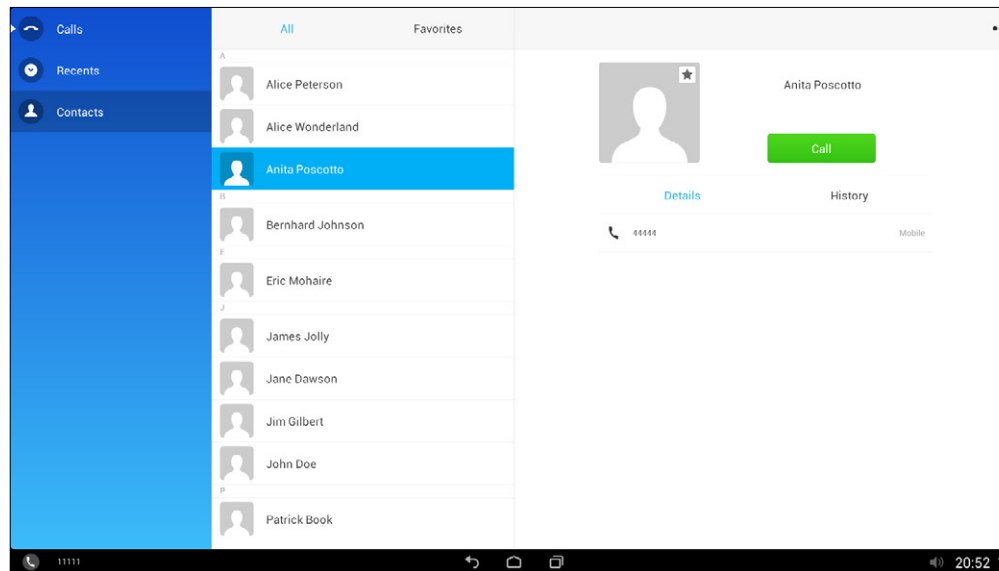 Calls
Recents
Contacts
All Favorites
A
Alice Peterson
Alice Wonderland
Anita Poscotto
B
Bernhard Johnson
E
Eric Mohaire
J
James Jolly
Jane Dawson
Jim Gilbert
John Doe
P
Patrick Book
Anita Poscotto
Call
Details History
44444 Mobile
11111 20:52